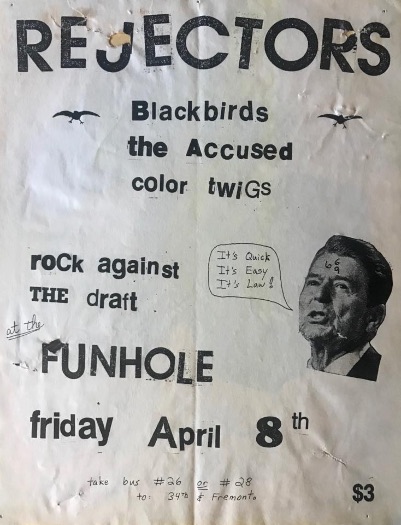 REJECTORS
Blackbirds
the Accused
color twiGs
roCk against
THE draft
It's Quick
It's Easy
It's Law!
at the
FUNHOLE
friday April 8th
take bus #26 or #28
to: 34th & Fremont.
$3